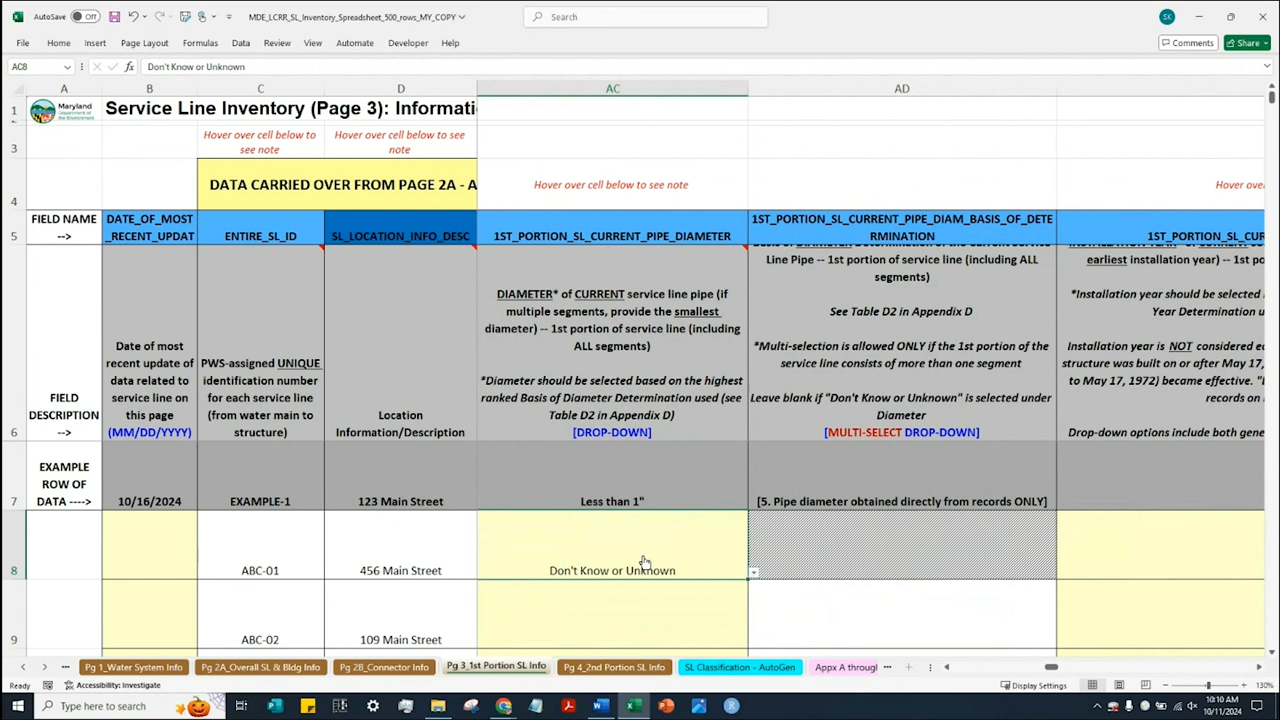 AutoSave Off MDE_LCRR_SL_Inventory_Spreadsheet_500_rows_MY_COPY Search SK
File Home Insert Page Layout Formulas Data Review View Automate Developer Help Comments Share
AC8 fx Don't Know or Unknown
A B C D AC AD
1 Maryland Service Line Inventory (Page 3): Informati
3 Hover over cell below to see note Hover over cell below to see note
4 DATA CARRIED OVER FROM PAGE 2A - A Hover over cell below to see note Hover ove
5 FIELD NAME --> DATE_OF_MOST_RECENT_UPDAT ENTIRE_SL_ID SL_LOCATION_INFO_DESC 1ST_PORTION_SL_CURRENT_PIPE_DIAMETER 1ST_PORTION_SL_CURRENT_PIPE_DIAM_BASIS_OF_DETERMINATION 1ST_PORTION_SL_CUR
6 FIELD DESCRIPTION -->
Date of most recent update of data related to service line on this page (MM/DD/YYYY)
PWS-assigned UNIQUE identification number for each service line (from water main to structure)
Location Information/Description
DIAMETER* of CURRENT service line pipe (if
multiple segments, provide the smallest
diameter) -- 1st portion of service line (including
ALL segments)
*Diameter should be selected based on the highest
ranked Basis of Diameter Determination used (see
Table D2 in Appendix D)
[DROP-DOWN]
Line Pipe -- 1st portion of service line (including ALL
segments)
See Table D2 in Appendix D
*Multi-selection is allowed ONLY if the 1st portion of the
service line consists of more than one segment
Leave blank if "Don't Know or Unknown" is selected under
Diameter
[MULTI-SELECT DROP-DOWN]
earliest installation year) -- 1st po
*Installation year should be selected
Year Determination u
Installation year is NOT considered ec
structure was built on or after May 17,
to May 17, 1972) became effective. "
records on
Drop-down options include both gene
7 EXAMPLE ROW OF DATA ----> 10/16/2024 EXAMPLE-1 123 Main Street Less than 1" [5. Pipe diameter obtained directly from records ONLY]
8 ABC-01 456 Main Street Don't Know or Unknown
9 ABC-02 109 Main Street
Pg 1_Water System Info Pg 2A_Overall SL & Bldg Info Pg 2B_Connector Info Pg 3_1st Portion SL Info Pg 4_2nd Portion SL Info SL Classification - AutoGen Appx A throug
Ready Accessibility: Investigate Display Settings 130%
Type here to search 10:10 AM
10/11/2024